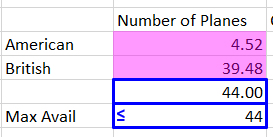 Number of Planes
American 4.52
British 39.48
44.00
Max Avail ≤ 44